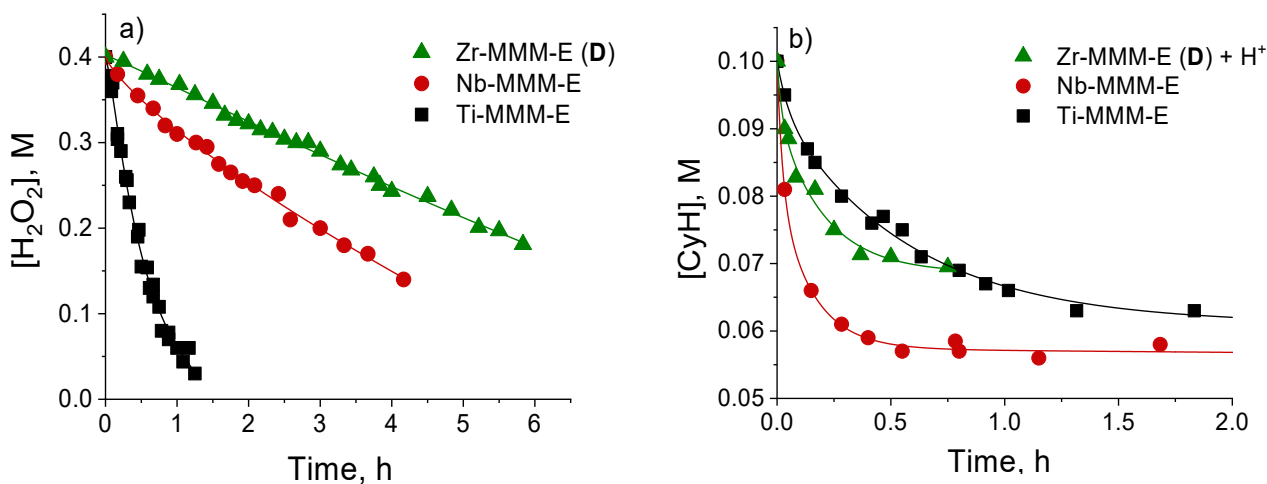 a)
Zr-MMM-E (D)
Nb-MMM-E
Ti-MMM-E
[H₂O₂], M
0.4
0.3
0.2
0.1
0.0
0 1 2 3 4 5 6
Time, h
b)
Zr-MMM-E (D) + H⁺
Nb-MMM-E
Ti-MMM-E
[CyH], M
0.10
0.09
0.08
0.07
0.06
0.05
0.0 0.5 1.0 1.5 2.0
Time, h